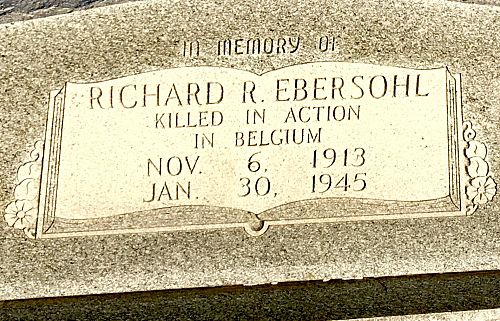 IN MEMORY OF
RICHARD R. EBERSOHL
KILLED IN ACTION
IN BELGIUM
NOV. 6, 1913
JAN. 30, 1945